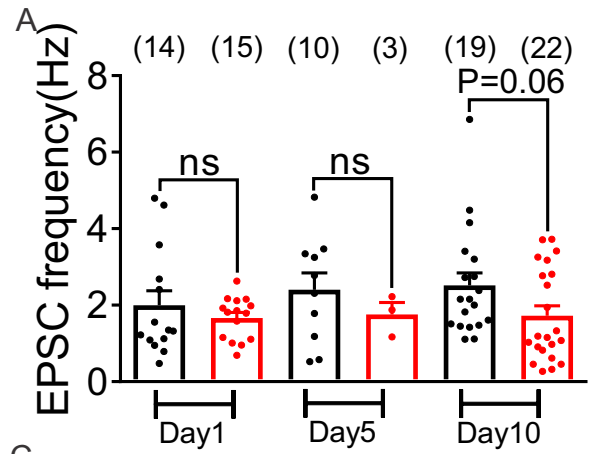 A
(14) (15) (10) (3) (19) (22)
EPSC frequency(Hz)
8
6
4
2
0
ns
ns
P=0.06
Day1 Day5 Day10